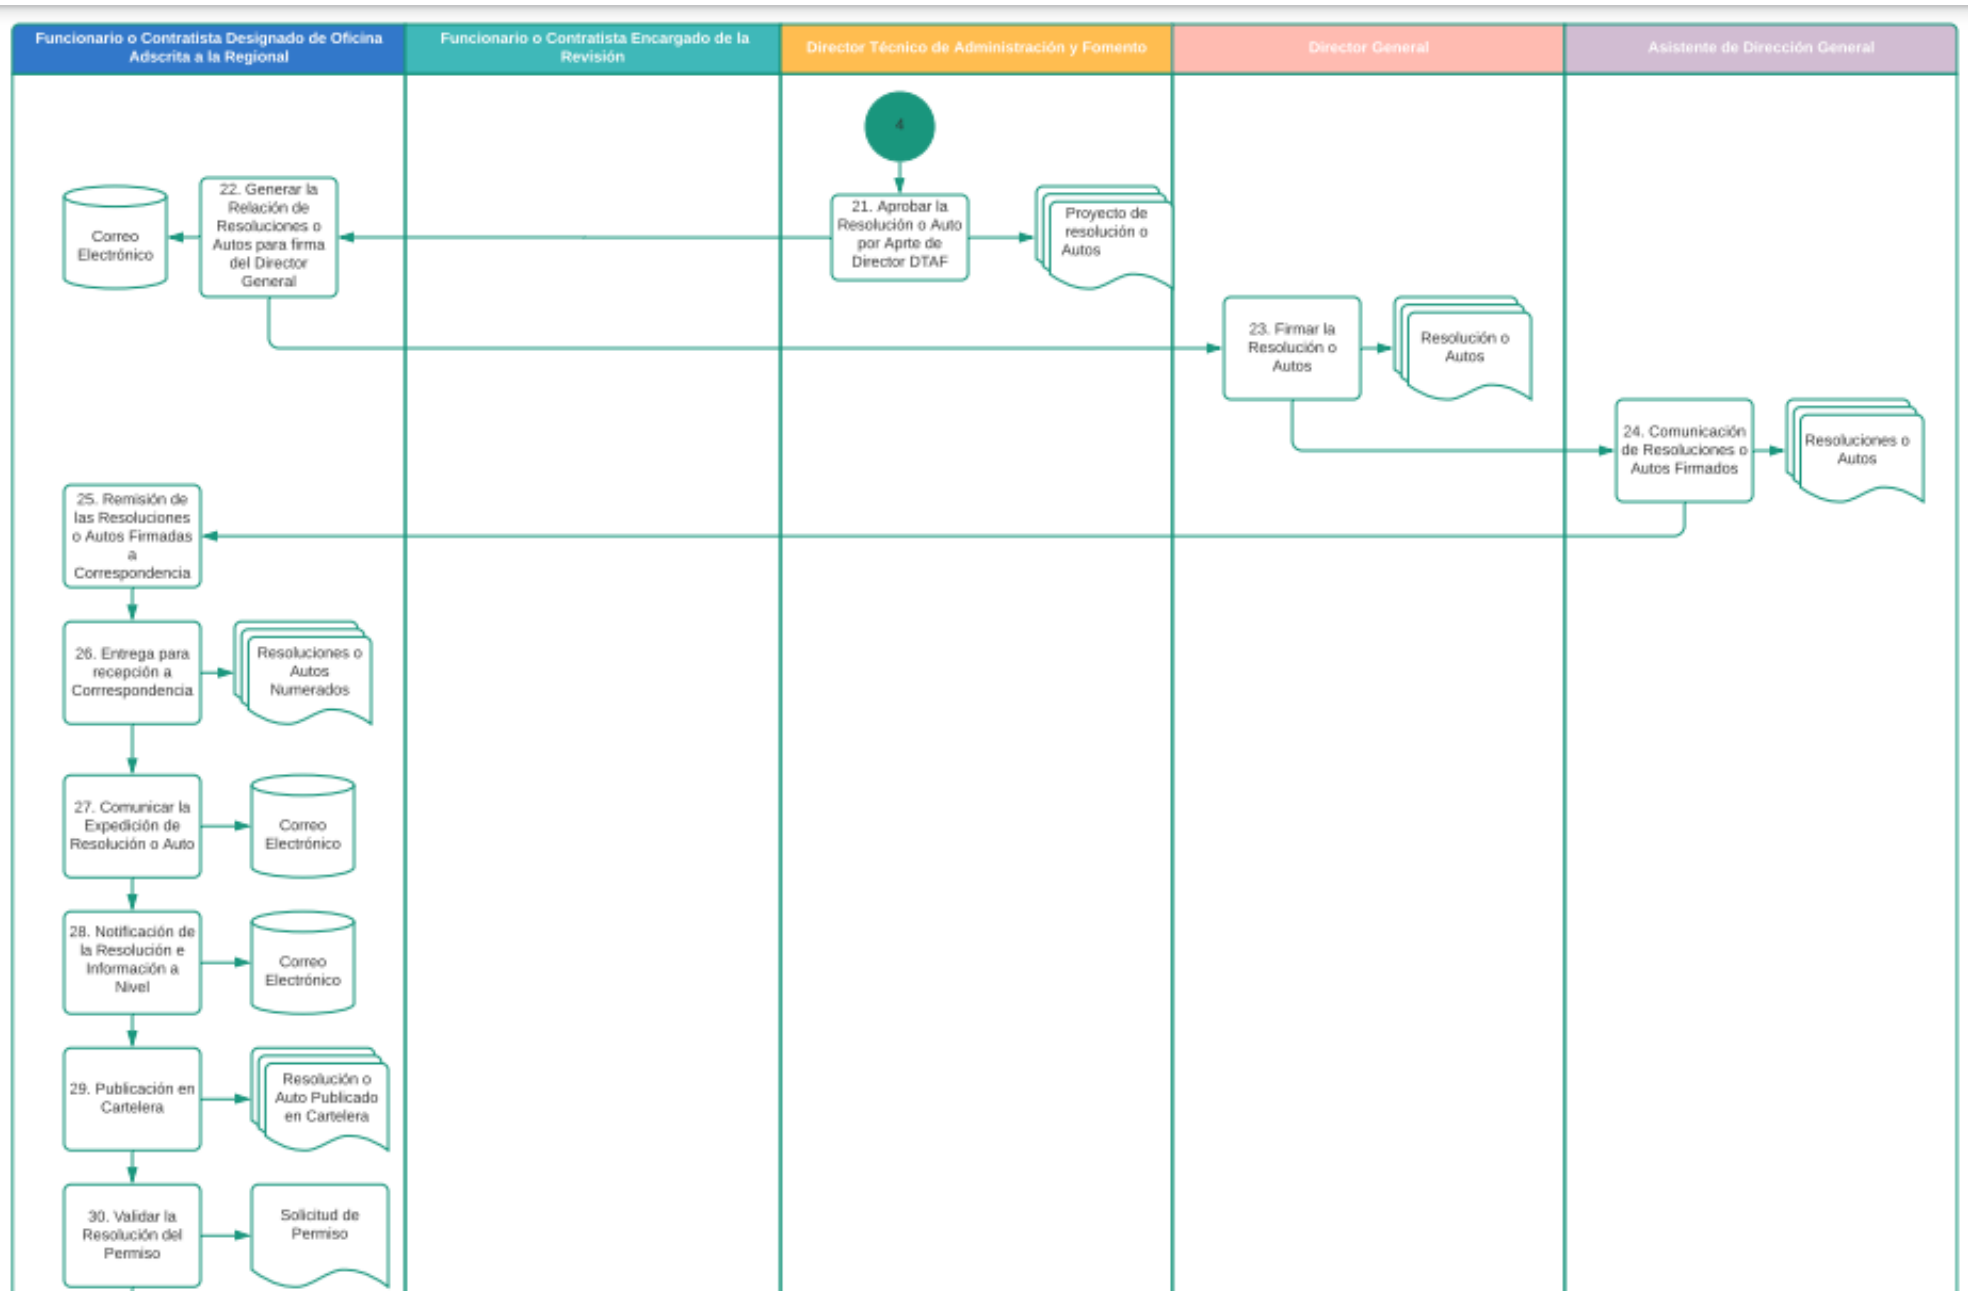 Funcionario o Contratista Designado de Oficina
Adscrita a la Regional
Funcionario o Contratista Encargado de la
Revisión
Director Técnico de Administración y Fomento
Director General
Asistente de Dirección General
4
Correo
Electrónico
22. Generar la
Relación de
Resoluciones o
Autos para firma
del Director
General
21. Aprobar la
Resolución o Auto
por Aprte de
Director DTAF
Proyecto de
resolución o
Autos
23. Firmar la
Resolución o
Autos
Resolución o
Autos
24. Comunicación
de Resoluciones o
Autos Firmados
Resoluciones o
Autos
25. Remisión de
las Resoluciones
o Autos Firmadas
a
Correspondencia
26. Entrega para
recepción a
Corrrespondencia
Resoluciones o
Autos
Numerados
27. Comunicar la
Expedición de
Resolución o Auto
Correo
Electrónico
28. Notificación de
la Resolución e
Información a
Nivel
Correo
Electrónico
29. Publicación en
Cartelera
Resolución o
Auto Publicado
en Cartelera
30. Validar la
Resolución del
Permiso
Solicitud de
Permiso